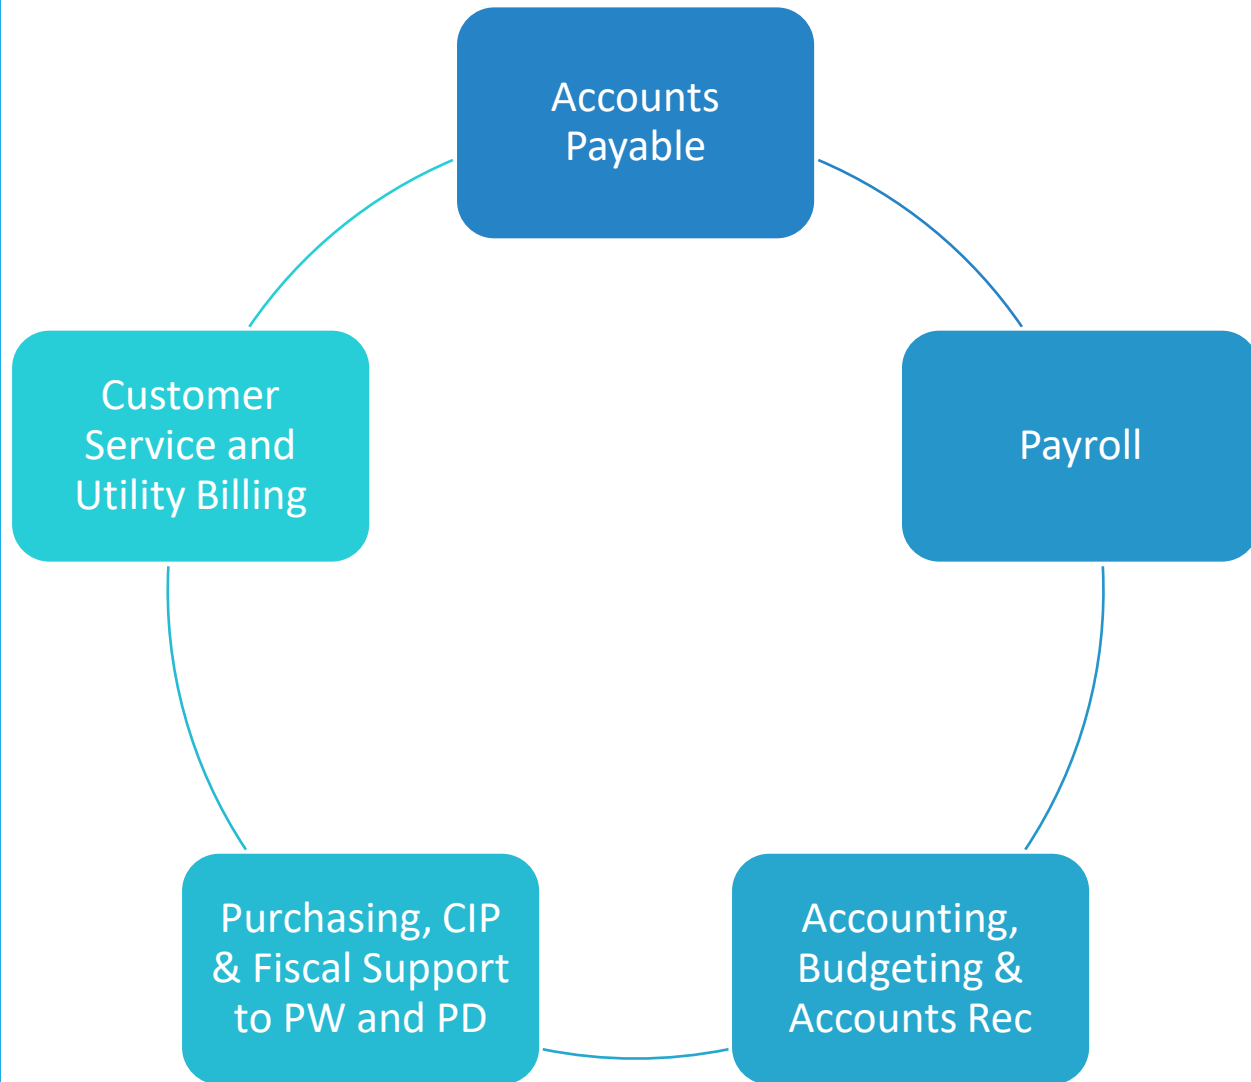 Accounts
Payable
Payroll
Accounting,
Budgeting &
Accounts Rec
Purchasing, CIP
& Fiscal Support
to PW and PD
Customer
Service and
Utility Billing